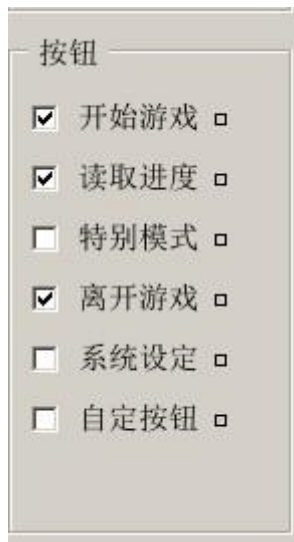 按钮
开始游戏
读取进度
特别模式
离开游戏
系统设定
自定按钮